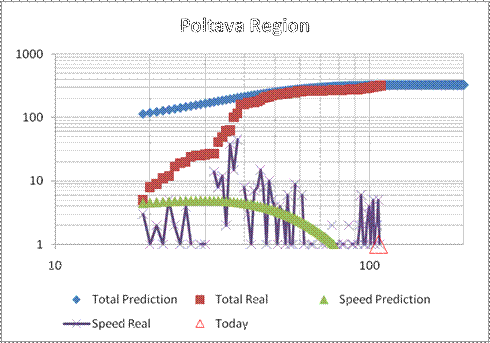 Poltava Region
1000
100
10
1
10
100
Total Prediction
Total Real
Speed Prediction
Speed Real
Today